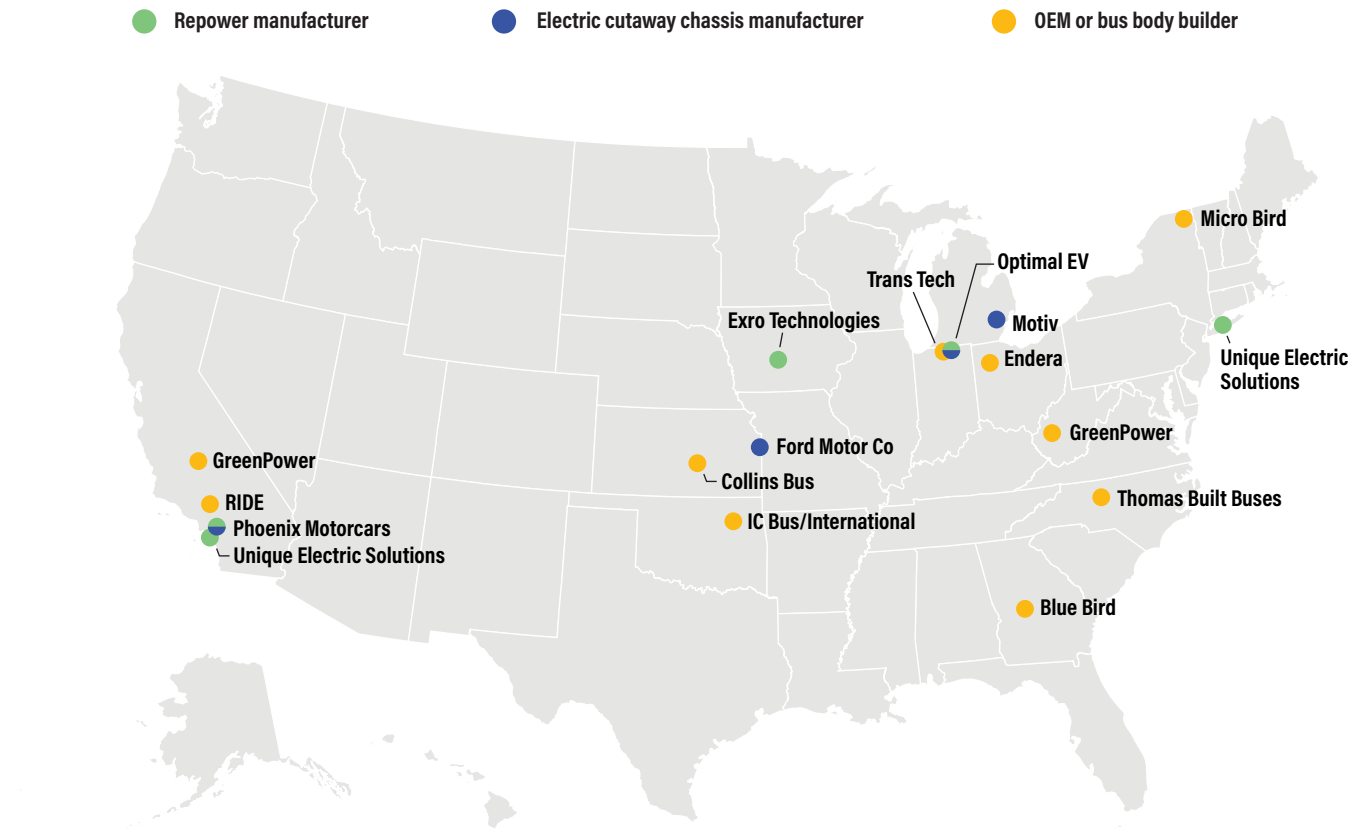 Repower manufacturer
Electric cutaway chassis manufacturer
OEM or bus body builder
Micro Bird
Optimal EV
Trans Tech
Exro Technologies
Motiv
Endera
Unique Electric
Solutions
GreenPower
Ford Motor Co
GreenPower
Collins Bus
Thomas Built Buses
RIDE
IC Bus/International
Phoenix Motorcars
Unique Electric Solutions
Blue Bird